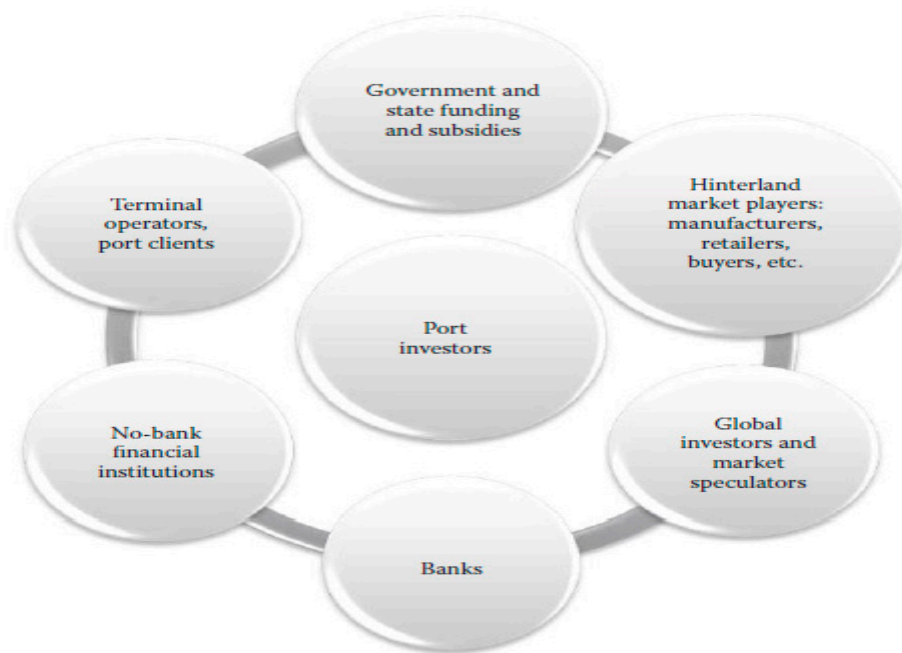 Government and
state funding
and subsidies
Hinterland
market players:
manufacturers,
retailers,
buyers, etc.
Global
investors and
market
speculators
Banks
No-bank
financial
institutions
Terminal
operators,
port clients
Port
investors